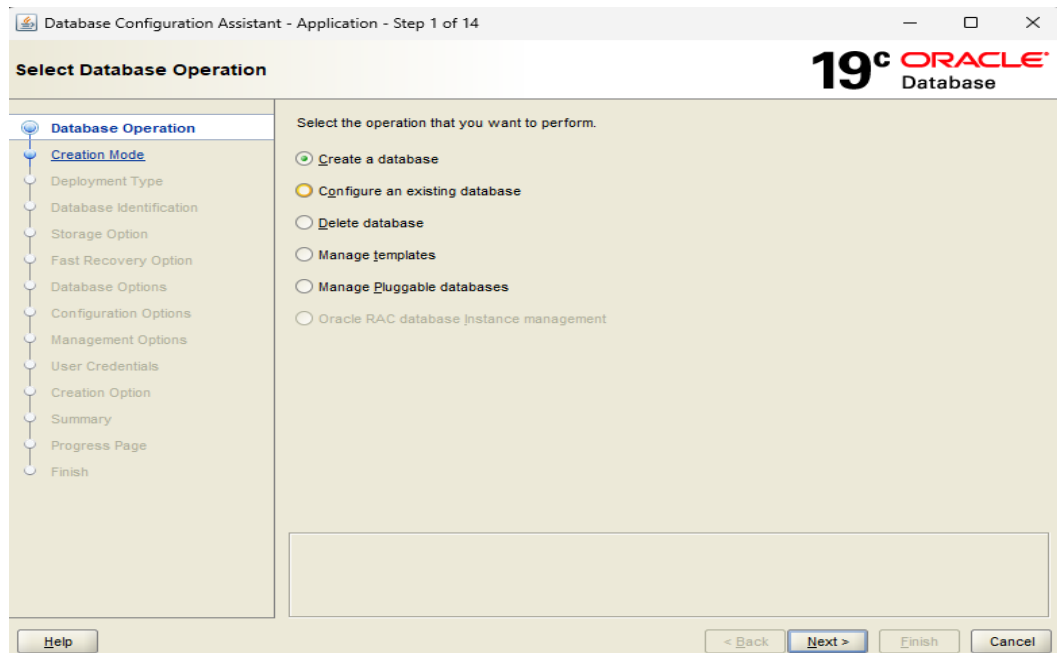 Database Configuration Assistant - Application - Step 1 of 14
Select Database Operation
19c ORACLE
Database
Database Operation
Creation Mode
Deployment Type
Database Identification
Storage Option
Fast Recovery Option
Database Options
Configuration Options
Management Options
User Credentials
Creation Option
Summary
Progress Page
Finish
Select the operation that you want to perform.
Create a database
Configure an existing database
Delete database
Manage templates
Manage Pluggable databases
Oracle RAC database Instance management
Help
< Back
Next >
Finish
Cancel